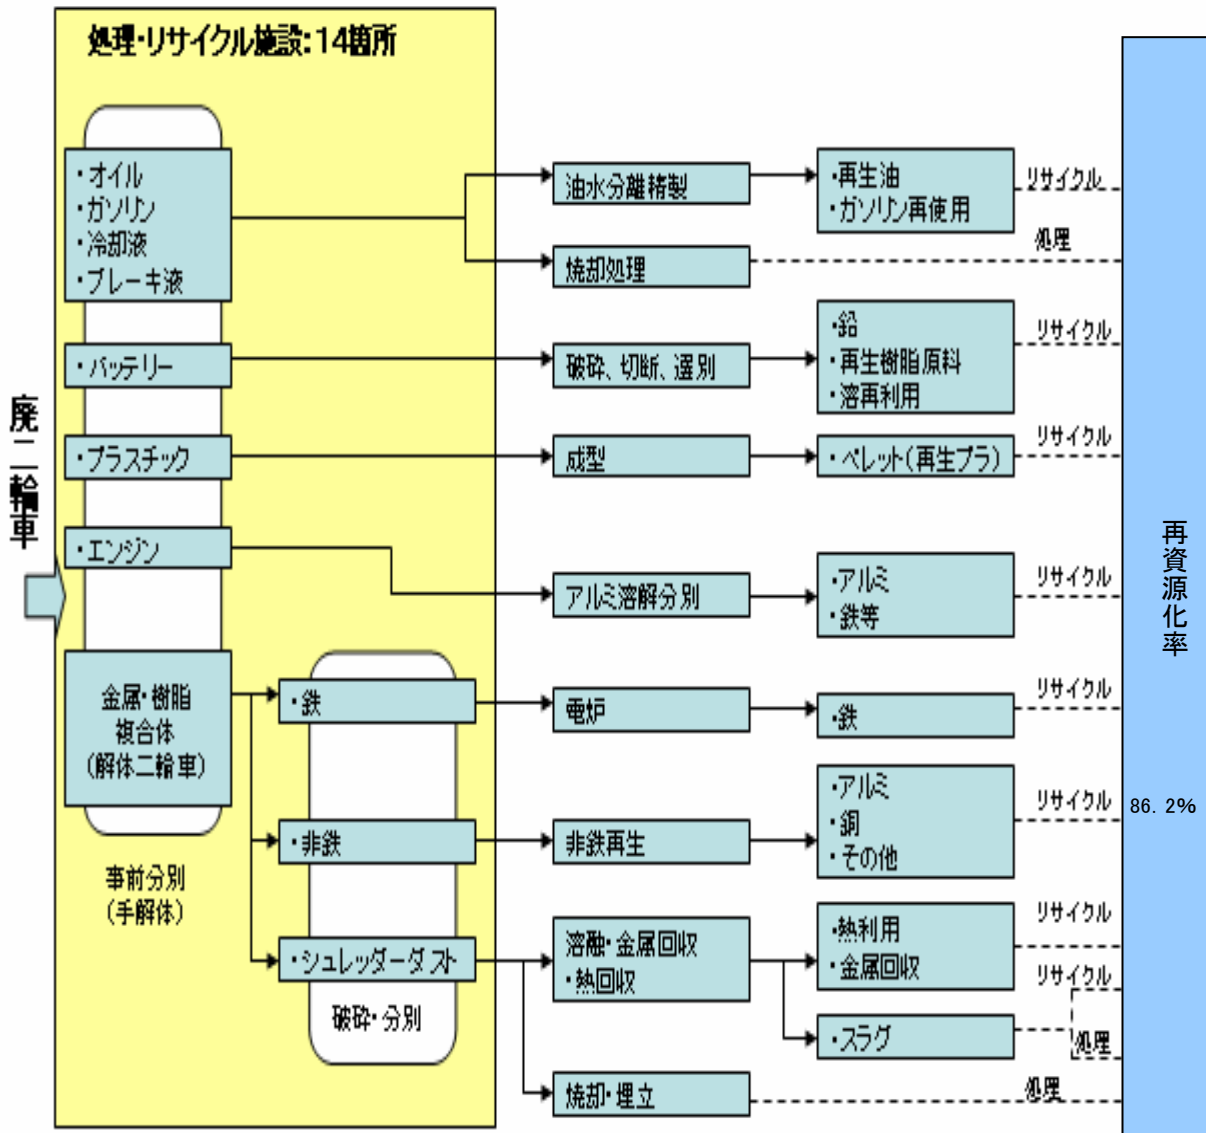 処理・リサイクル施設:14箇所
廃二輪車
・オイル
・ガソリン
・冷却液
・ブレーキ液
・バッテリー
・プラスチック
・エンジン
金属・樹脂
複合体
(解体二輪車)
事前分別
(手解体)
・鉄
・非鉄
・シュレッダーダスト
破砕・分別
油水分離精製
焼却処理
破砕、切断、選別
成型
アルミ溶解分別
電炉
非鉄再生
溶融・金属回収
・熱回収
焼却・埋立
・再生油
・ガソリン再使用
・鉛
・再生樹脂原料
・溶再利用
・ペレット(再生プラ)
・アルミ
・鉄等
・鉄
・アルミ
・銅
・その他
・熱利用
・金属回収
・スラグ
リサイクル
処理
リサイクル
リサイクル
リサイクル
リサイクル
リサイクル
リサイクル
リサイクル
処理
処理
再資源化率
86.2%